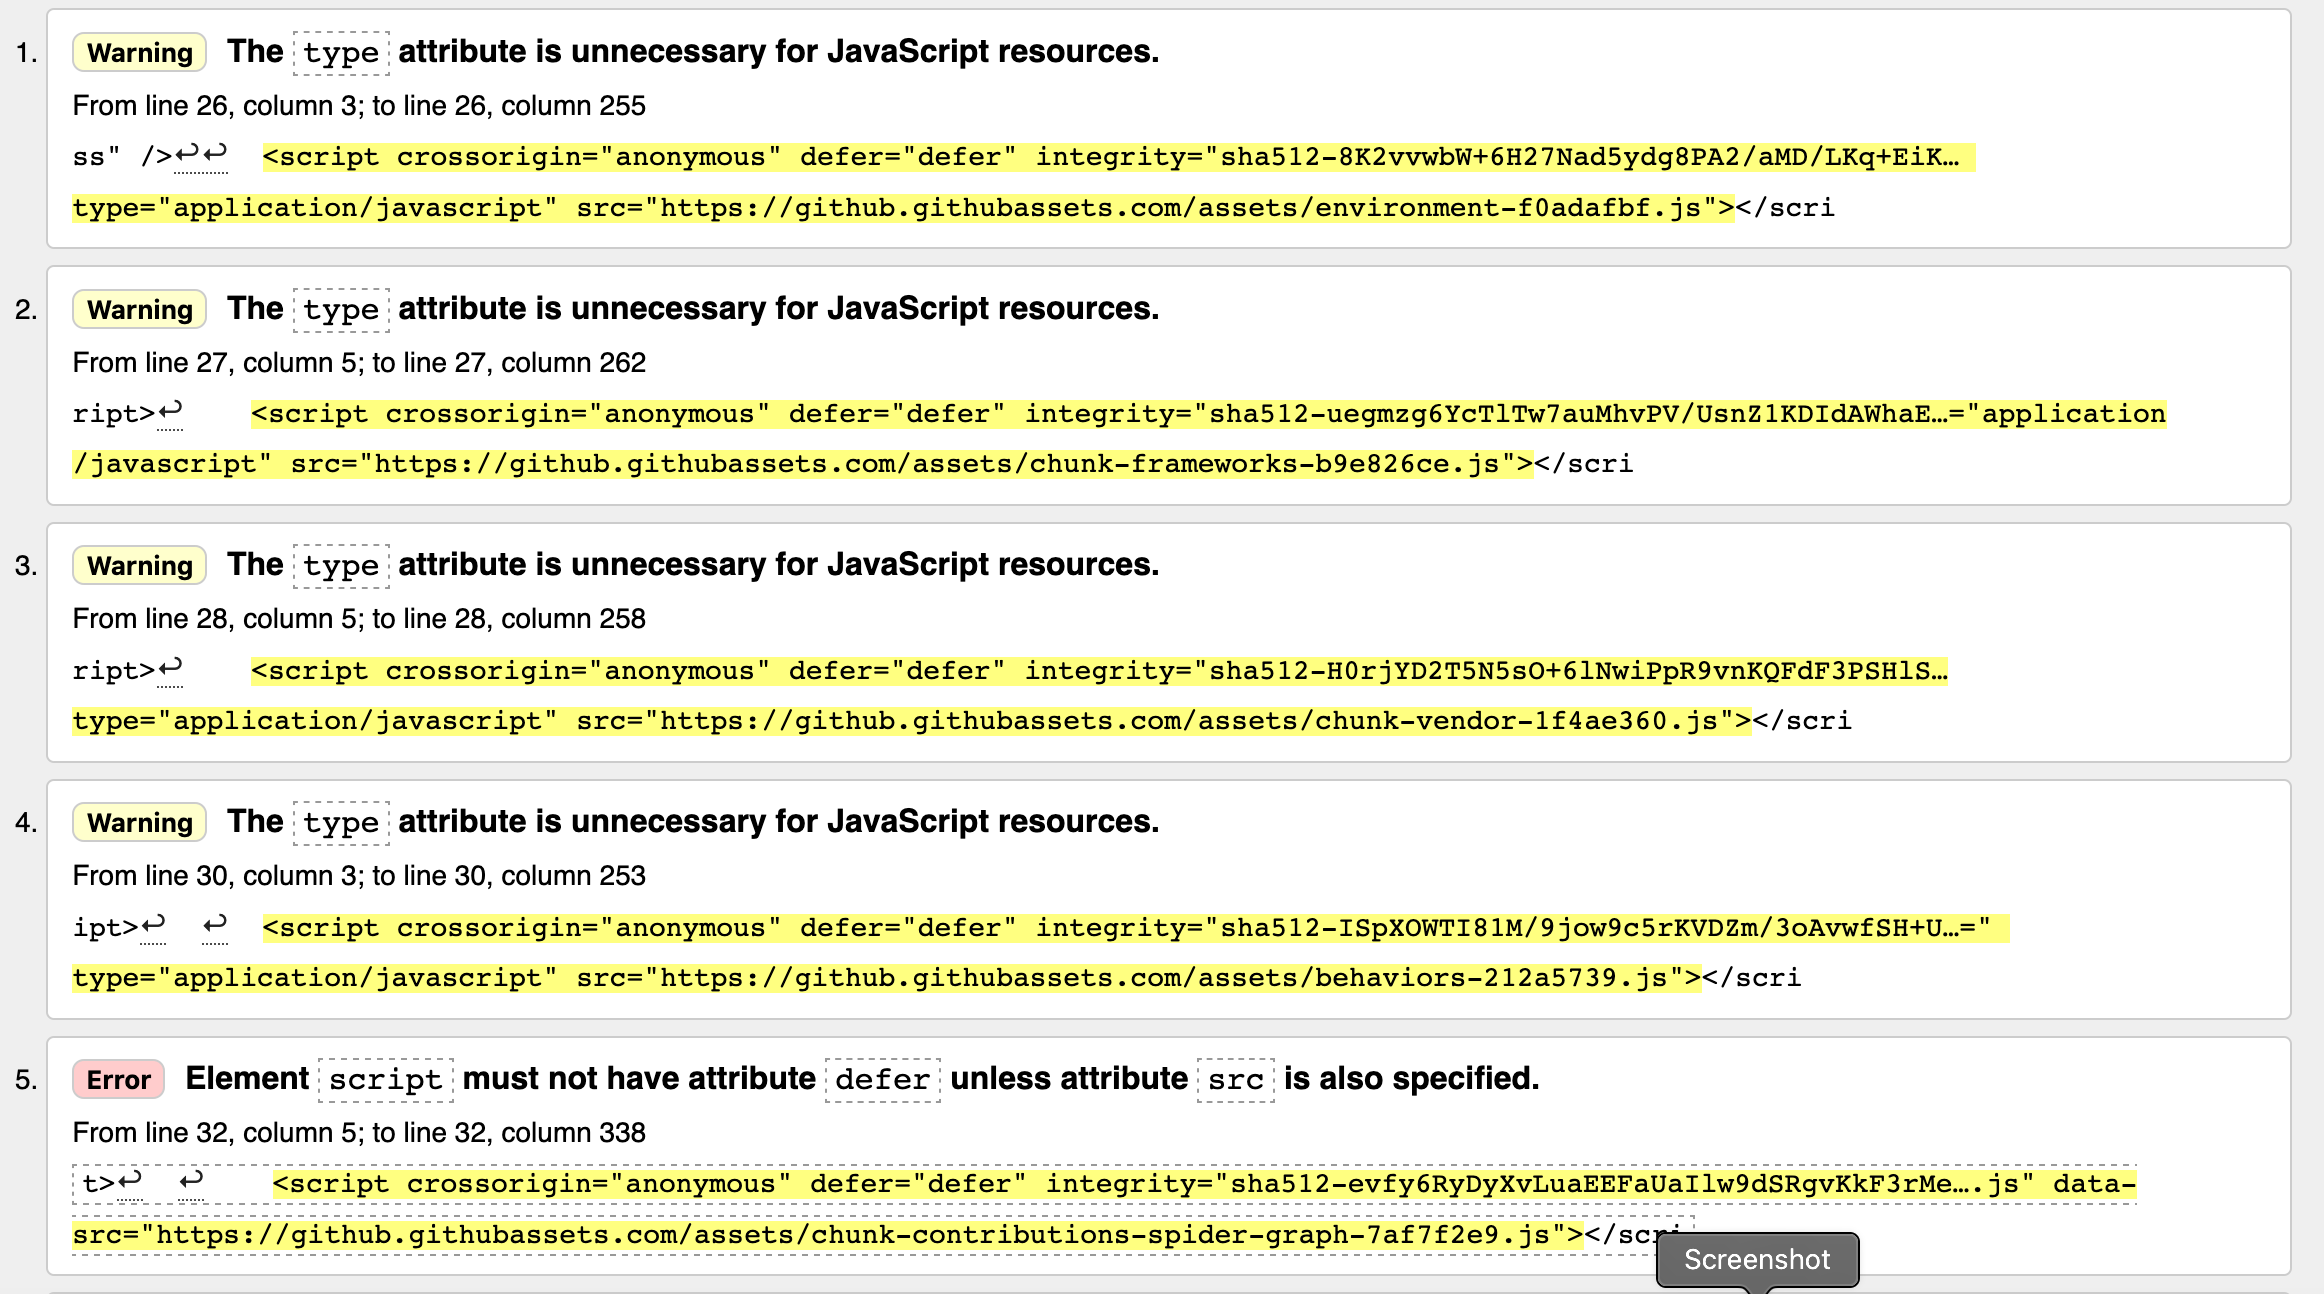 1. Warning The type attribute is unnecessary for JavaScript resources.
From line 26, column 3; to line 26, column 255
ss" />↩↩  <script crossorigin="anonymous" defer="defer" integrity="sha512-8K2vvwbW+6H27Nad5ydg8PA2/aMD/LKq+EiK…
type="application/javascript" src="https://github.githubassets.com/assets/environment-f0adafbf.js"></scri
2. Warning The type attribute is unnecessary for JavaScript resources.
From line 27, column 5; to line 27, column 262
ript>↩    <script crossorigin="anonymous" defer="defer" integrity="sha512-uegmzg6YcTlTw7auMhvPV/UsnZ1KDIdAWhaE…="application
/javascript" src="https://github.githubassets.com/assets/chunk-frameworks-b9e826ce.js"></scri
3. Warning The type attribute is unnecessary for JavaScript resources.
From line 28, column 5; to line 28, column 258
ript>↩    <script crossorigin="anonymous" defer="defer" integrity="sha512-H0rjYD2T5N5sO+6lNwiPpR9vnKQFdF3PSHlS…
type="application/javascript" src="https://github.githubassets.com/assets/chunk-vendor-1f4ae360.js"></scri
4. Warning The type attribute is unnecessary for JavaScript resources.
From line 30, column 3; to line 30, column 253
ipt>↩  ↩  <script crossorigin="anonymous" defer="defer" integrity="sha512-ISpXOWTI81M/9jow9c5rKVDZm/3oAvwfSH+U…="
type="application/javascript" src="https://github.githubassets.com/assets/behaviors-212a5739.js"></scri
5. Error Element script must not have attribute defer unless attribute src is also specified.
From line 32, column 5; to line 32, column 338
t>↩  ↩    <script crossorigin="anonymous" defer="defer" integrity="sha512-evfy6RyDyXvLuaEEFaUaIlw9dSRgvKkF3rMe….js" data-
src="https://github.githubassets.com/assets/chunk-contributions-spider-graph-7af7f2e9.js"></scri
Screenshot